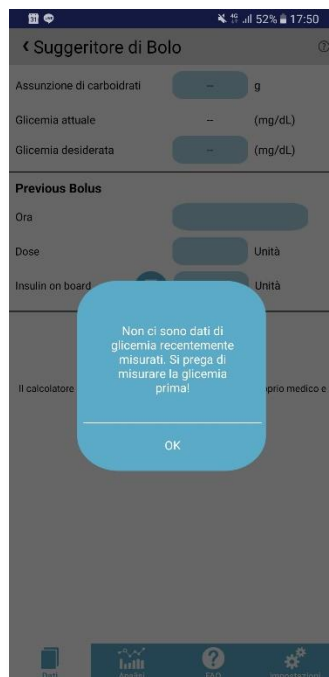 31 4G 52% 17:50
‹ Suggeritore di Bolo ?
Assunzione di carboidrati -- g
Glicemia attuale -- (mg/dL)
Glicemia desiderata -- (mg/dL)
Previous Bolus
Ora
Dose Unità
Insulin on board Unità
Non ci sono dati di
glicemia recentemente
misurati. Si prega di
misurare la glicemia
prima!
Il calcolatore oprio medico e
OK
Dati Analisi FAQ Impostazioni